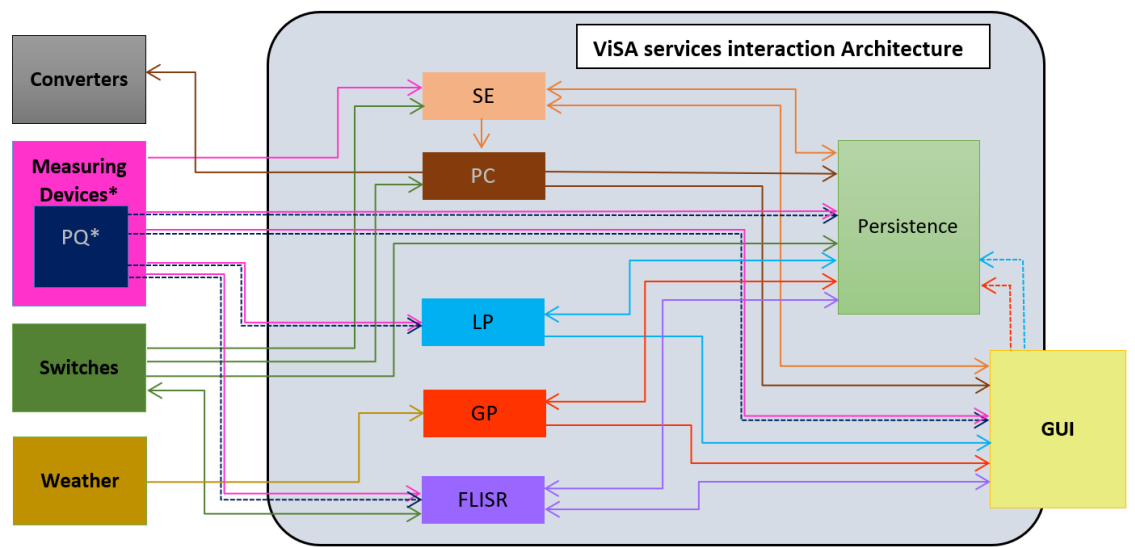 ViSA services interaction Architecture
Converters
SE
Measuring
Devices*
PC
PQ*
Persistence
LP
Switches
GP
GUI
Weather
FLISR